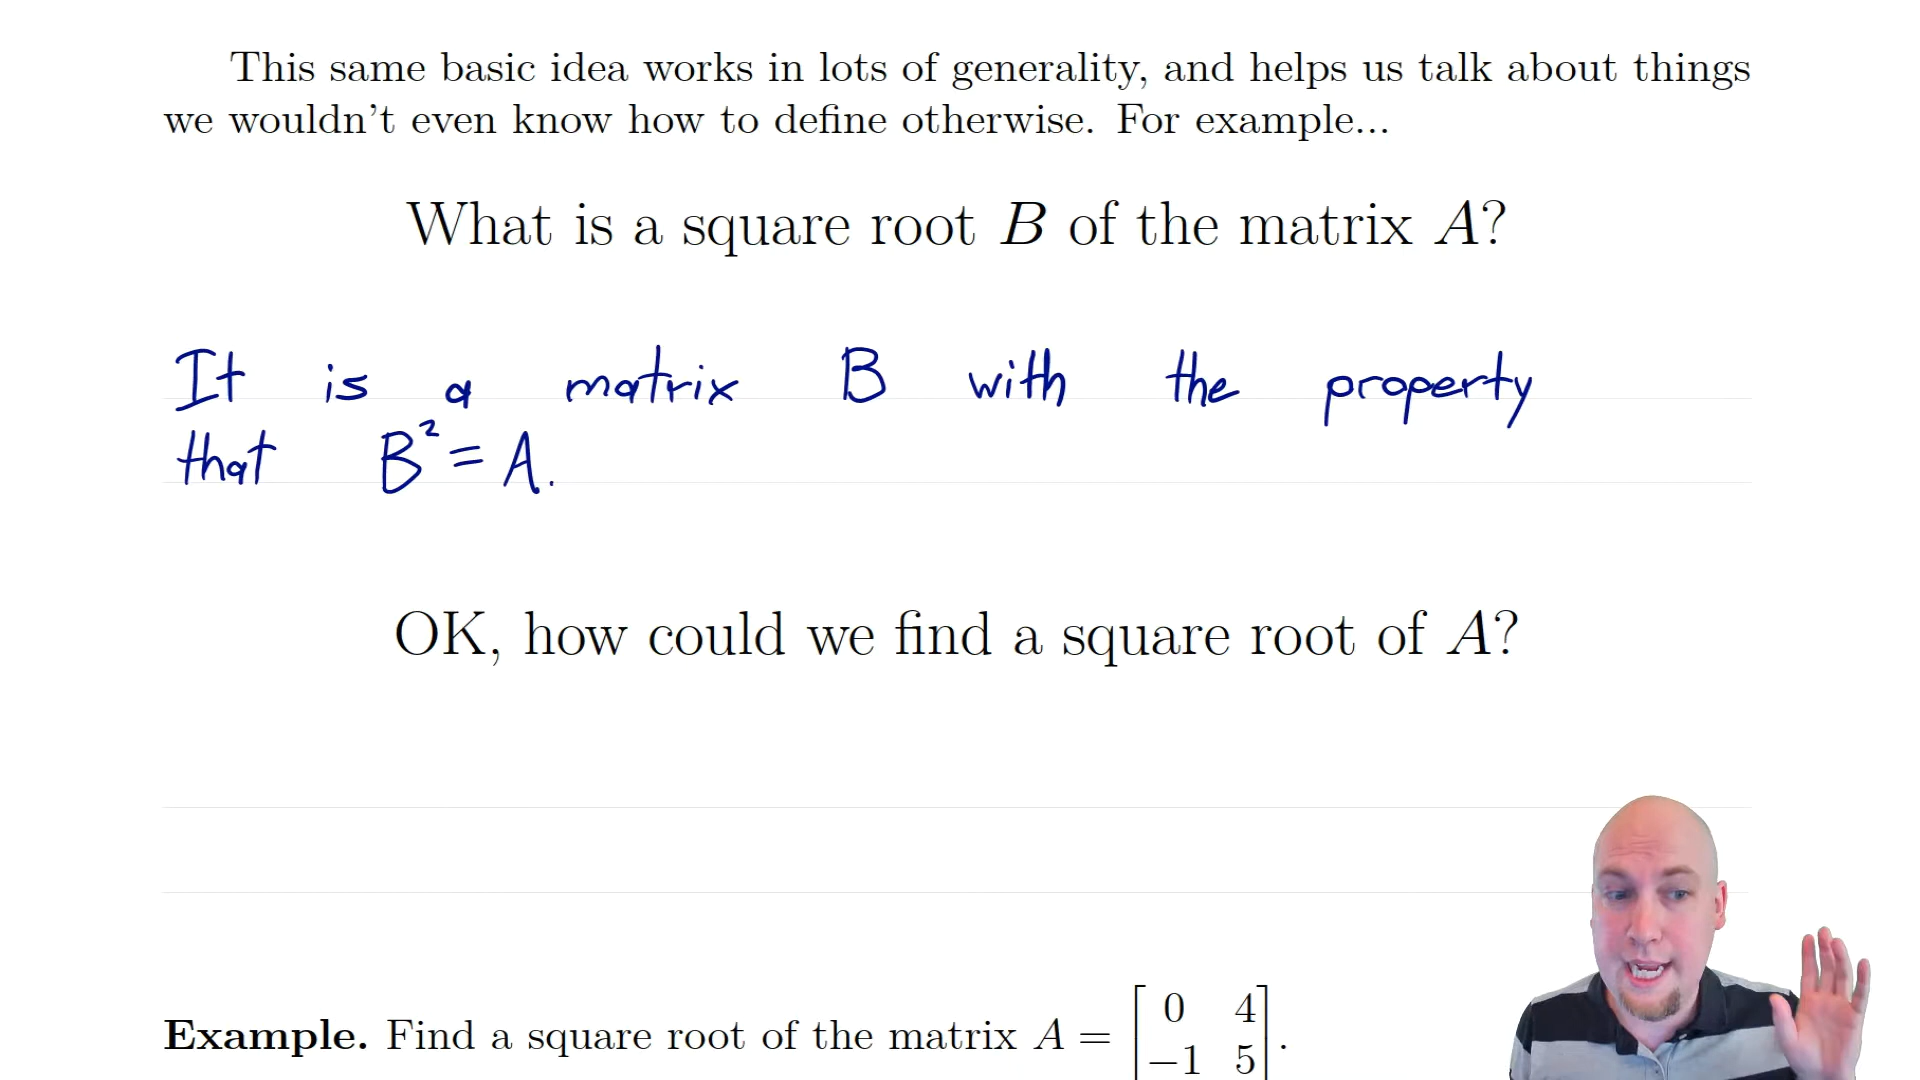 This same basic idea works in lots of generality, and helps us talk about things
we wouldn't even know how to define otherwise. For example...
What is a square root B of the matrix A?
It is a matrix B with the property
that B² = A.
OK, how could we find a square root of A?
Example. Find a square root of the matrix A = [0 4
−1 5].